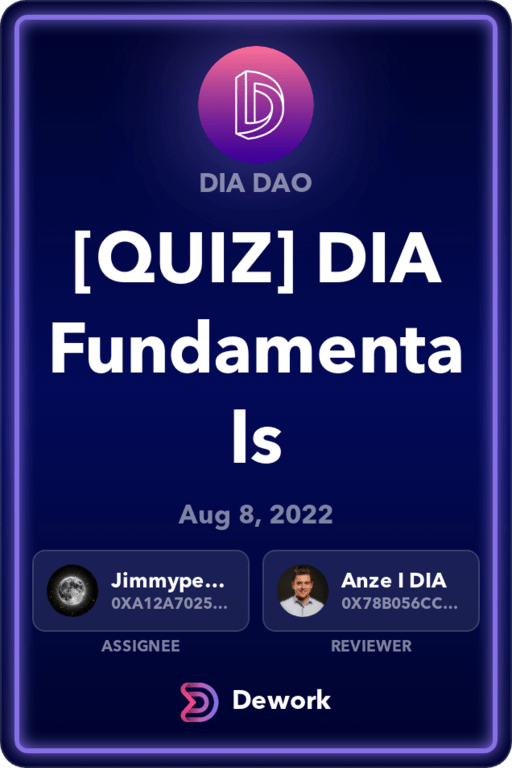 DIA DAO
[QUIZ] DIA
Fundamenta
ls
Aug 8, 2022
Jimmype...
0XA12A7025...
Anze I DIA
0X78B056CC...
ASSIGNEE
REVIEWER
Dework